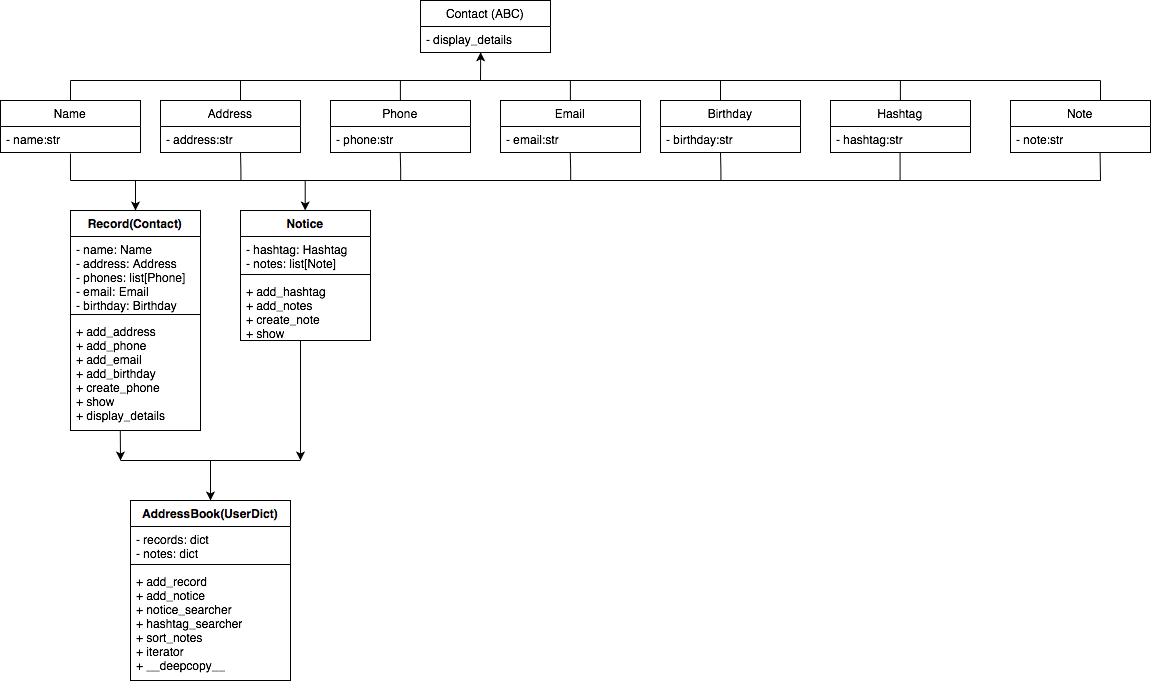 Contact (ABC)
- display_details
Name
- name:str
Address
- address:str
Phone
- phone:str
Email
- email:str
Birthday
- birthday:str
Hashtag
- hashtag:str
Note
- note:str
Record(Contact)
- name: Name
- address: Address
- phones: list[Phone]
- email: Email
- birthday: Birthday
+ add_address
+ add_phone
+ add_email
+ add_birthday
+ create_phone
+ show
+ display_details
Notice
- hashtag: Hashtag
- notes: list[Note]
+ add_hashtag
+ add_notes
+ create_note
+ show
AddressBook(UserDict)
- records: dict
- notes: dict
+ add_record
+ add_notice
+ notice_searcher
+ hashtag_searcher
+ sort_notes
+ iterator
+ __deepcopy__